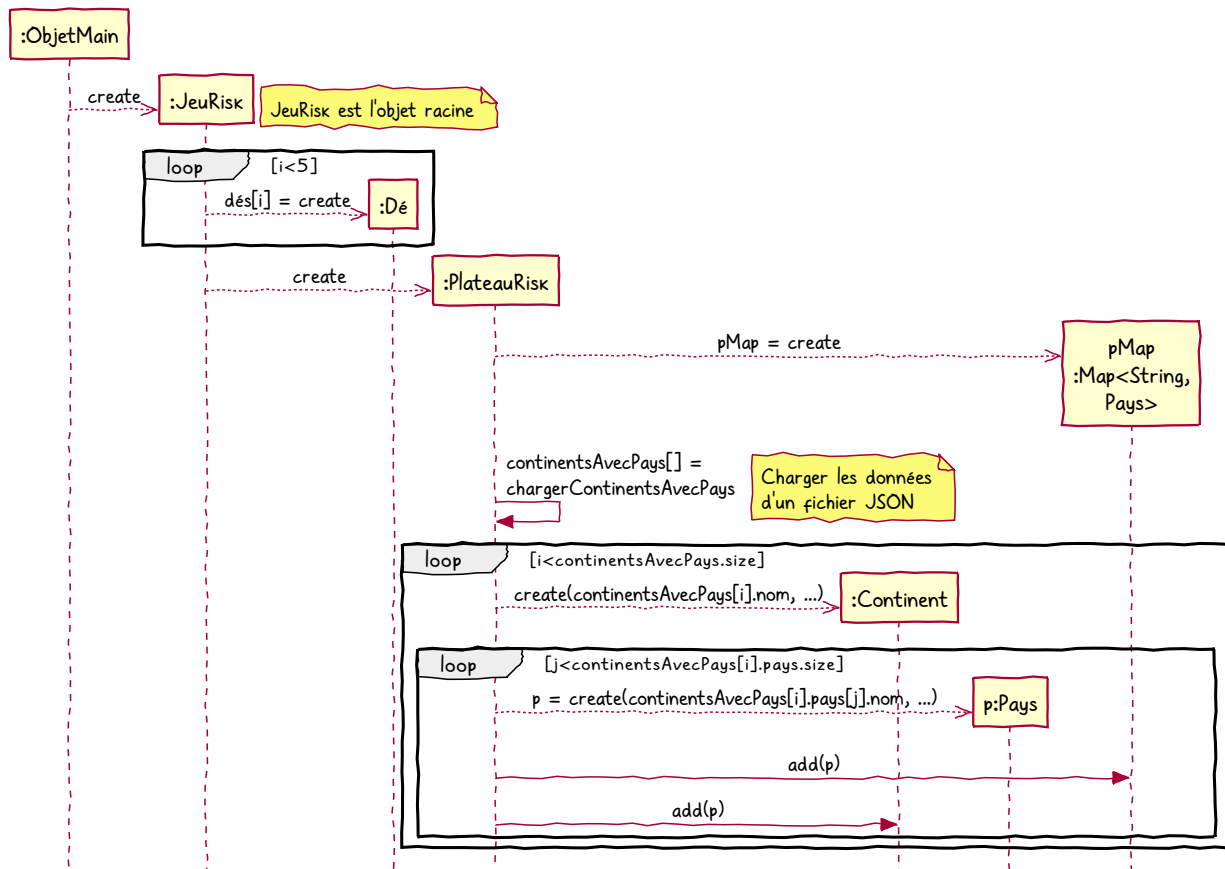 :ObjetMain
create
:JeuRisk
JeuRisk est l'objet racine
loop
[i<5]
dés[i] = create
:Dé
create
:PlateauRisk
pMap = create
pMap
:Map<String,
Pays>
continentsAvecPays[] =
chargerContinentsAvecPays
Charger les données
d'un fichier JSON
loop
[i<continentsAvecPays.size]
create(continentsAvecPays[i].nom, ...)
:Continent
loop
[j<continentsAvecPays[i].pays.size]
p = create(continentsAvecPays[i].pays[j].nom, ...)
p:Pays
add(p)
add(p)